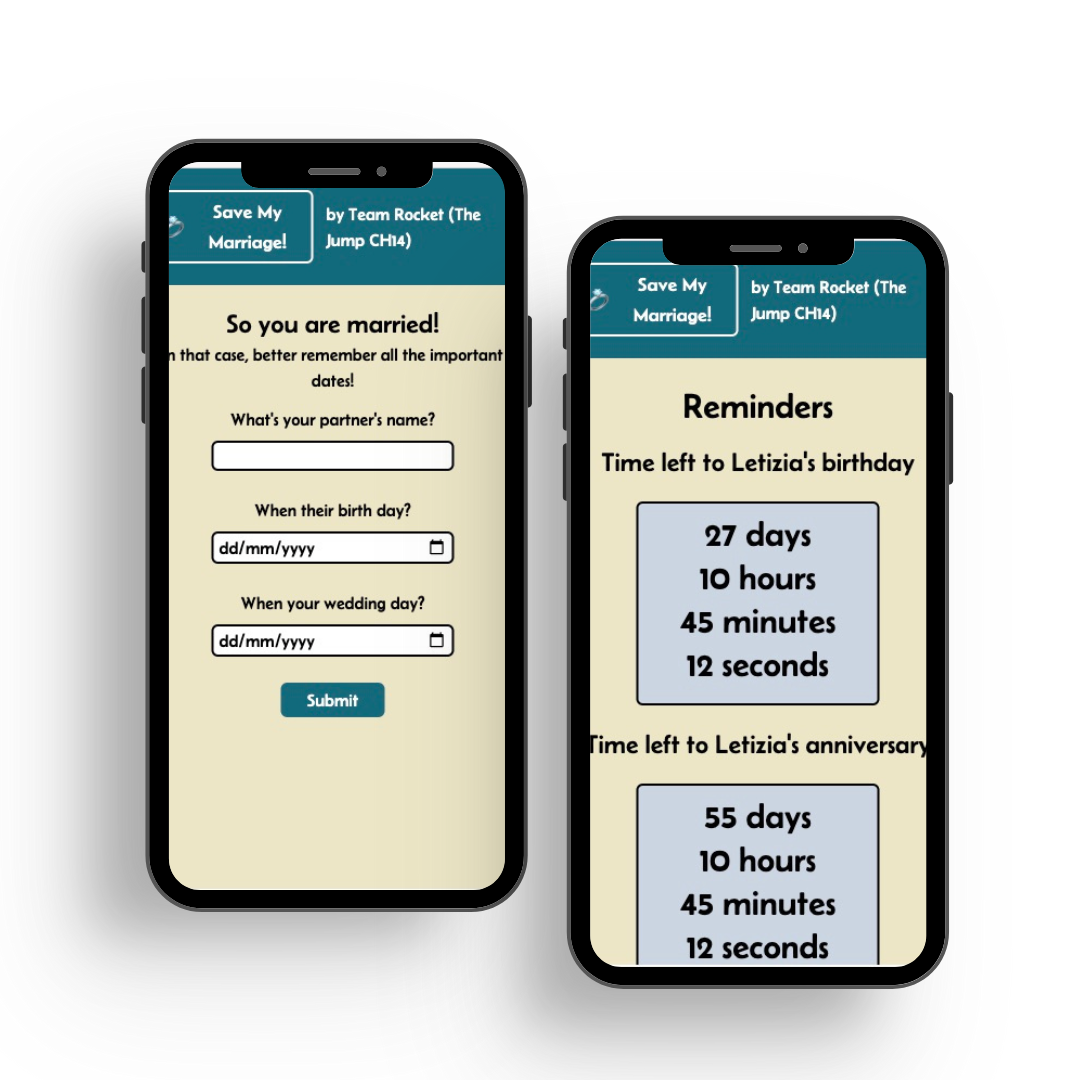 Save My
Marriage!
by Team Rocket (The
Jump CH14)
So you are married!
n that case, better remember all the important
dates!
What's your partner's name?
When their birth day?
dd/mm/yyyy
When your wedding day?
dd/mm/yyyy
Submit
Save My
Marriage!
by Team Rocket (The
Jump CH14)
Reminders
Time left to Letizia's birthday
27 days
10 hours
45 minutes
12 seconds
Time left to Letizia's anniversary
55 days
10 hours
45 minutes
12 seconds